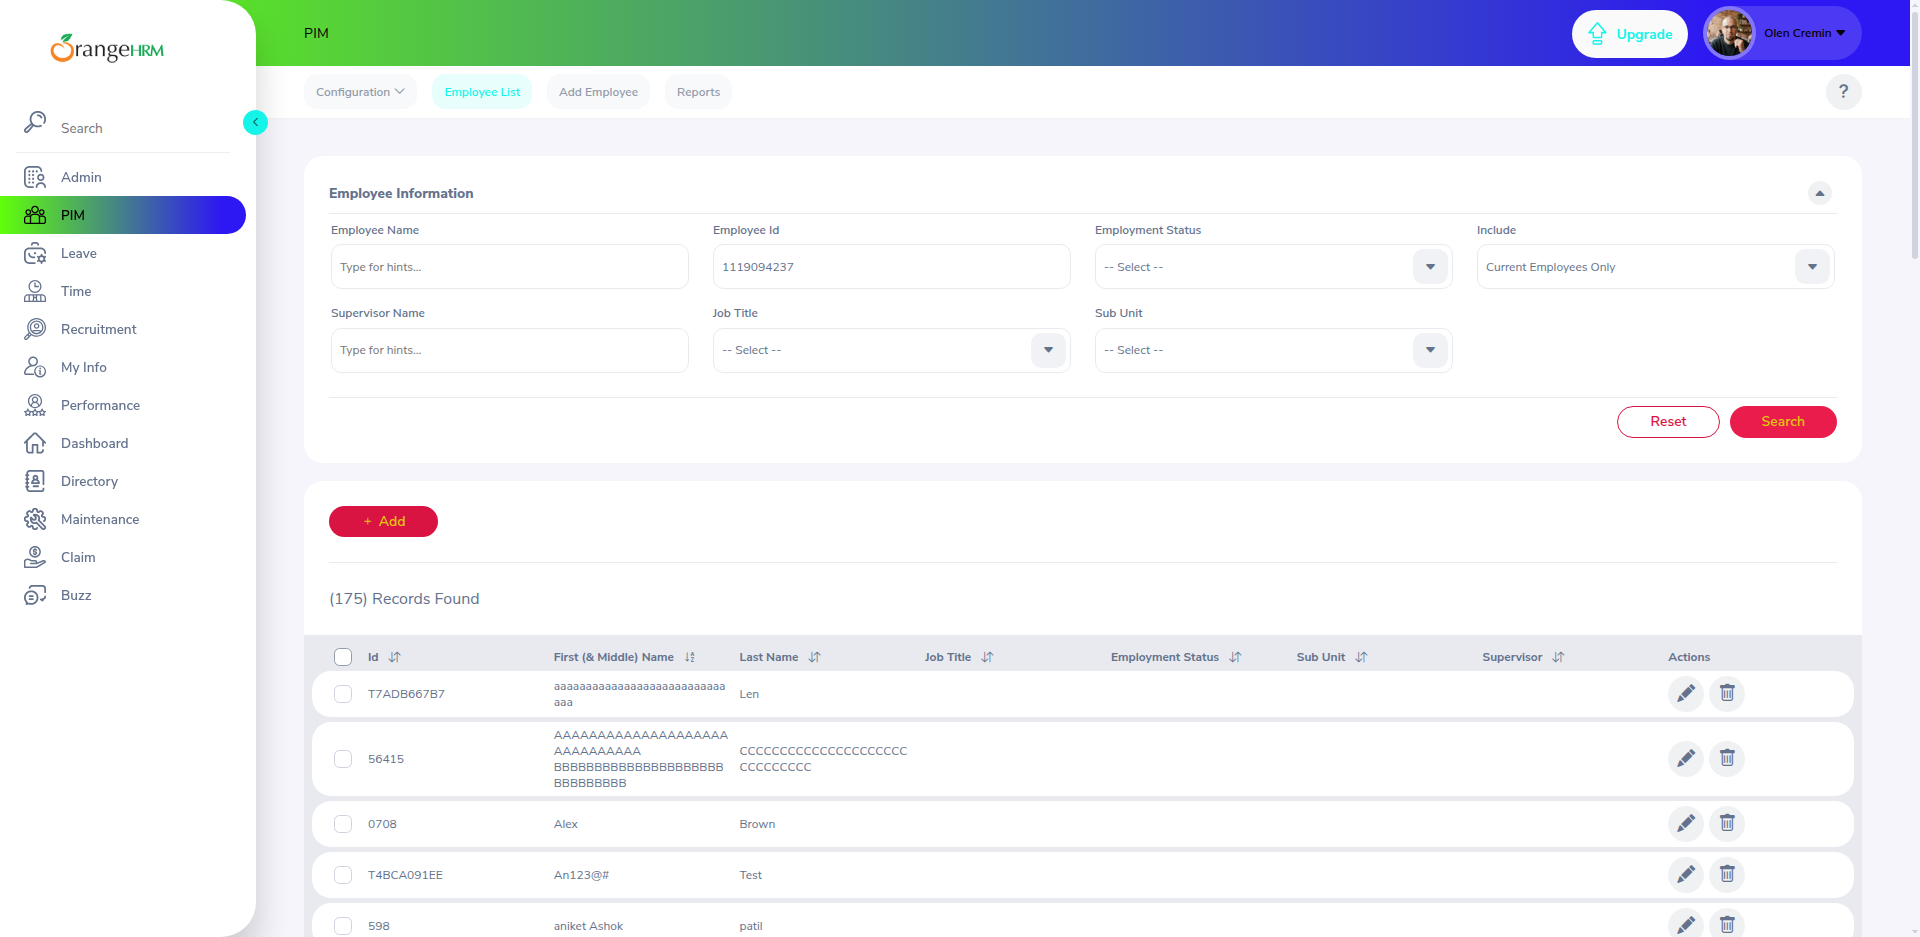 OrangeHRM
Search
Admin
PIM
Leave
Time
Recruitment
My Info
Performance
Dashboard
Directory
Maintenance
Claim
Buzz
PIM
Upgrade
Olen Cremin
Configuration
Employee List
Add Employee
Reports
?
Employee Information
Employee Name
Employee Id
Employment Status
Include
Type for hints...
1119094237
-- Select --
Current Employees Only
Supervisor Name
Job Title
Sub Unit
Type for hints...
-- Select --
-- Select --
Reset
Search
+ Add
(175) Records Found
Id
First (& Middle) Name
Last Name
Job Title
Employment Status
Sub Unit
Supervisor
Actions
T7ADB667B7
aaaaaaaaaaaaaaaaaaaaaaaaaaa
aaa
Len
56415
AAAAAAAAAAAAAAAAAAAA
AAAAAAAAAA
BBBBBBBBBBBBBBBBBBBBB
BBBBBBBBB
CCCCCCCCCCCCCCCCCCCCC
CCCCCCCCC
0708
Alex
Brown
T4BCA091EE
An123@#
Test
598
aniket Ashok
patil